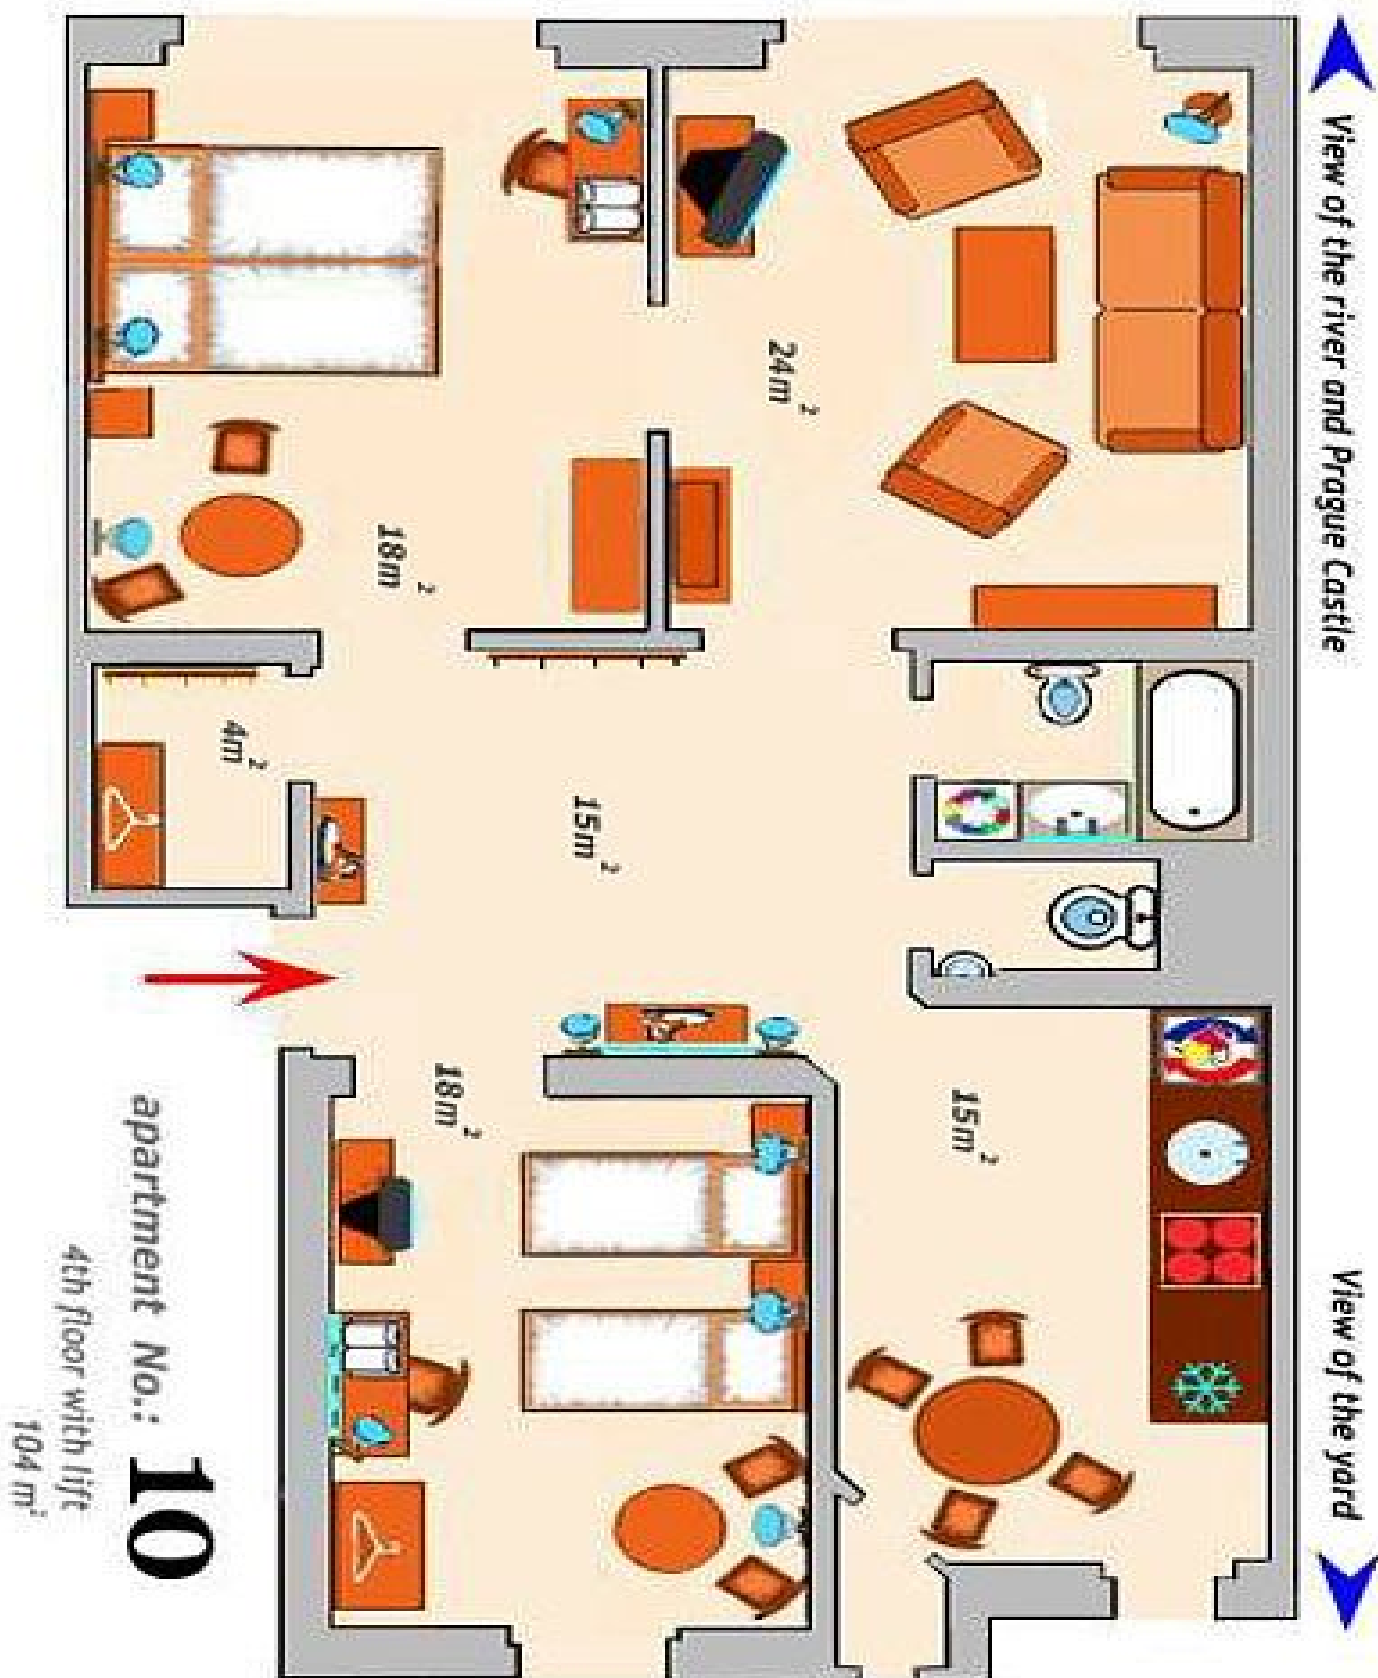 View of the river and Prague Castle
View of the yard
24m²
18m²
4m²
15m²
18m²
15m²
apartment No.: 10
4th floor with lift
104 m²